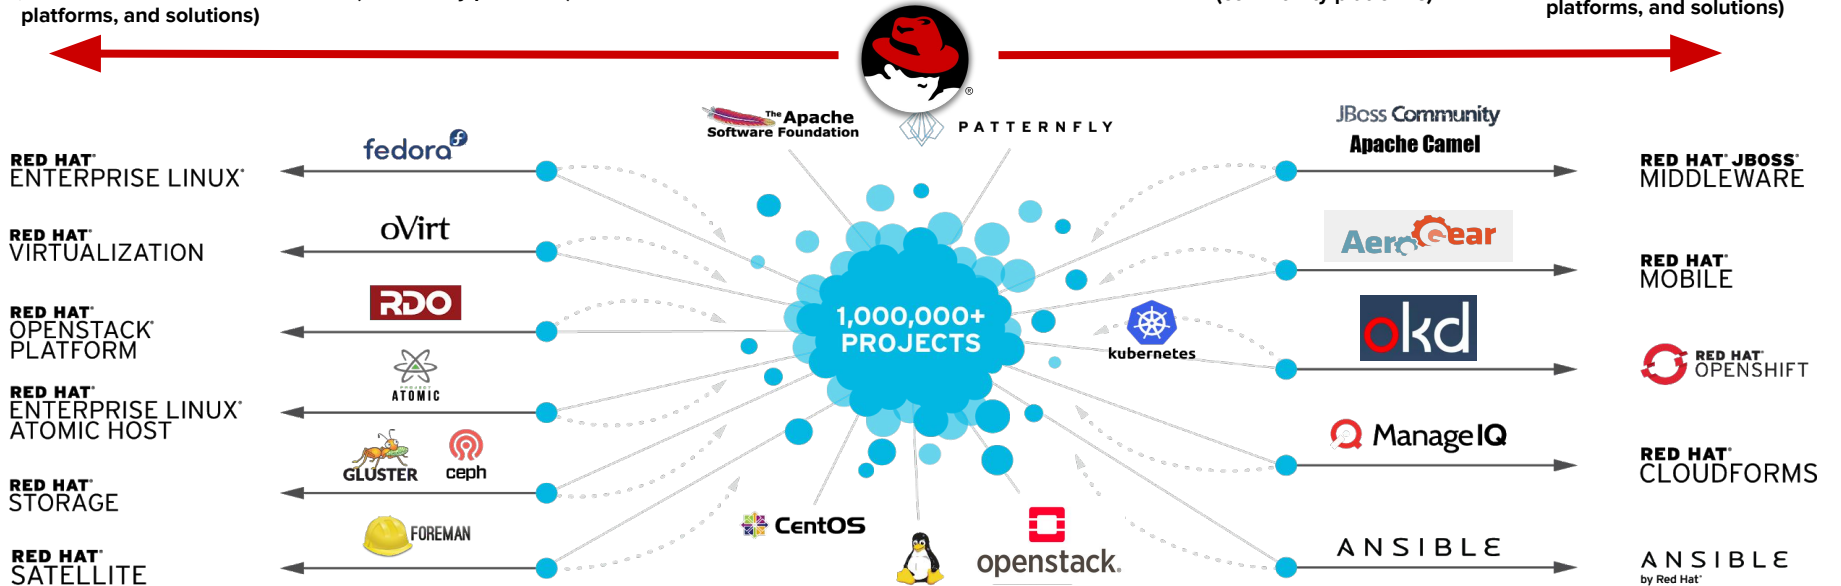 platforms, and solutions)
platforms, and solutions)
The Apache
Software Foundation
PATTERNFLY
RED HAT®
ENTERPRISE LINUX®
fedora
RED HAT®
VIRTUALIZATION
oVirt
RED HAT®
OPENSTACK®
PLATFORM
RDO
RED HAT®
ENTERPRISE LINUX®
ATOMIC HOST
PROJECT
ATOMIC
RED HAT®
STORAGE
GLUSTER
ceph
RED HAT®
SATELLITE
FOREMAN
1,000,000+
PROJECTS
CentOS
openstack®
kubernetes
JBoss Community
Apache Camel
RED HAT® JBOSS®
MIDDLEWARE
AeroGear
RED HAT®
MOBILE
okd
RED HAT®
OPENSHIFT
ManageIQ
RED HAT®
CLOUDFORMS
ANSIBLE
ANSIBLE
by Red Hat®